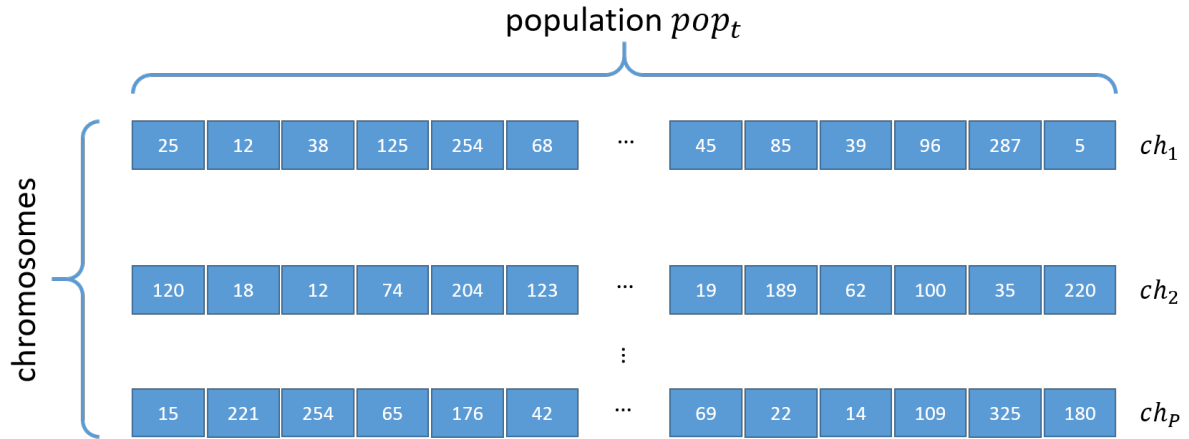 population pop_t
chromosomes
25 12 38 125 254 68 ... 45 85 39 96 287 5 ch_1
120 18 12 74 204 123 ... 19 189 62 100 35 220 ch_2
⋮
15 221 254 65 176 42 ... 69 22 14 109 325 180 ch_P